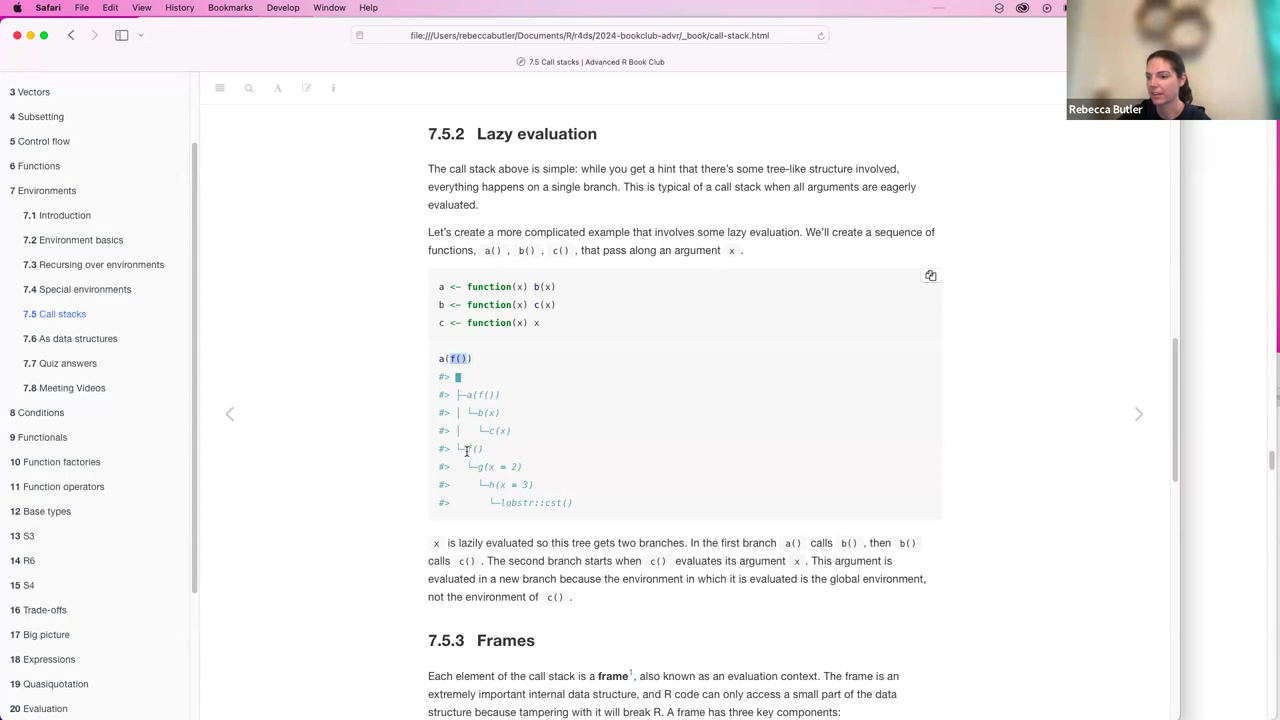 Safari File Edit View History Bookmarks Develop Window Help
file:///Users/rebeccabutler/Documents/R/r4ds/2024-bookclub-advr/_book/call-stack.html
7.5 Call stacks | Advanced R Book Club
Rebecca Butler
3 Vectors
4 Subsetting
5 Control flow
6 Functions
7 Environments
7.1 Introduction
7.2 Environment basics
7.3 Recursing over environments
7.4 Special environments
7.5 Call stacks
7.6 As data structures
7.7 Quiz answers
7.8 Meeting Videos
8 Conditions
9 Functionals
10 Function factories
11 Function operators
12 Base types
13 S3
14 R6
15 S4
16 Trade-offs
17 Big picture
18 Expressions
19 Quasiquotation
20 Evaluation
7.5.2 Lazy evaluation
The call stack above is simple: while you get a hint that there's some tree-like structure involved,
everything happens on a single branch. This is typical of a call stack when all arguments are eagerly
evaluated.
Let's create a more complicated example that involves some lazy evaluation. We'll create a sequence of
functions, a(), b(), c(), that pass along an argument x.
a <- function(x) b(x)
b <- function(x) c(x)
c <- function(x) x
a(f())
#> █
#> ├─a(f())
#> │ └─b(x)
#> │   └─c(x)
#> └─f()
#>   └─g(x = 2)
#>     └─h(x = 3)
#>       └─lobstr::cst()
x is lazily evaluated so this tree gets two branches. In the first branch a() calls b(), then b()
calls c(). The second branch starts when c() evaluates its argument x. This argument is
evaluated in a new branch because the environment in which it is evaluated is the global environment,
not the environment of c().
7.5.3 Frames
Each element of the call stack is a frame1, also known as an evaluation context. The frame is an
extremely important internal data structure, and R code can only access a small part of the data
structure because tampering with it will break R. A frame has three key components: